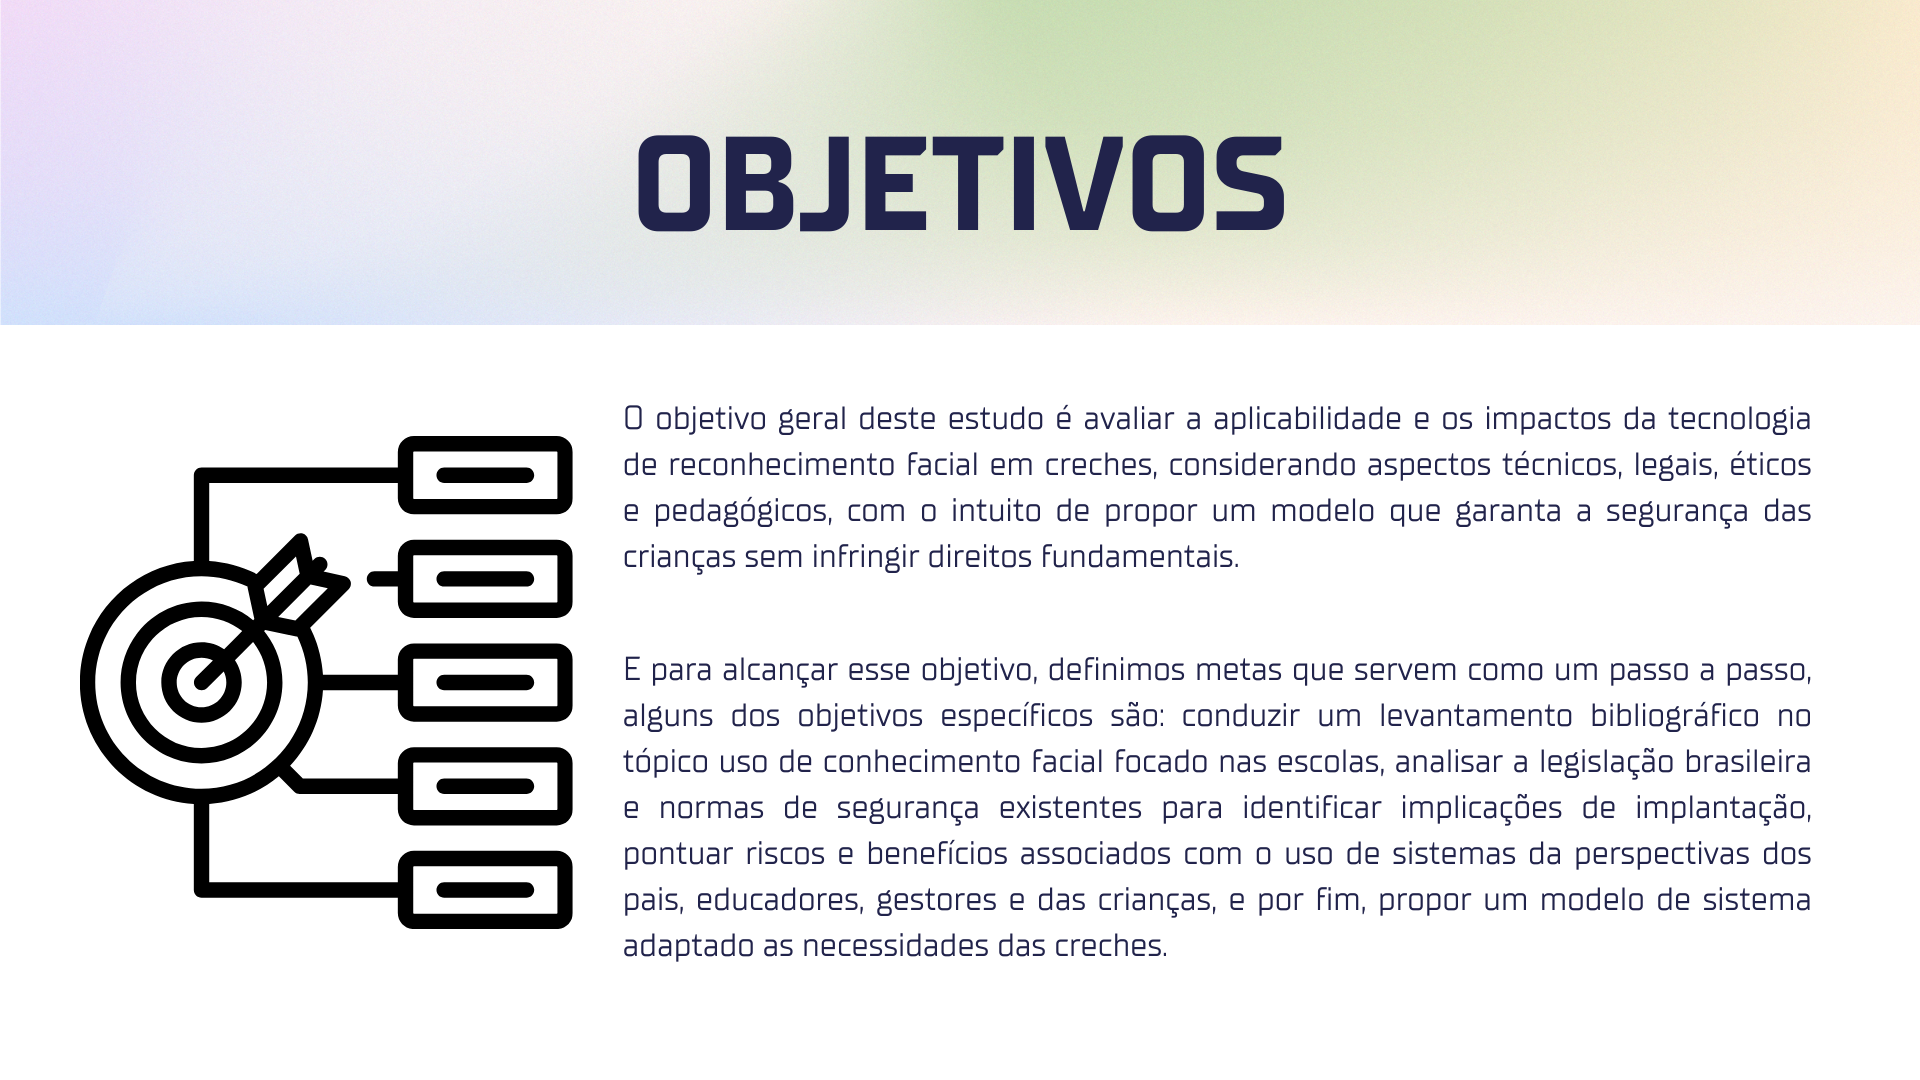 OBJETIVOS
O objetivo geral deste estudo é avaliar a aplicabilidade e os impactos da tecnologia
de reconhecimento facial em creches, considerando aspectos técnicos, legais, éticos
e pedagógicos, com o intuito de propor um modelo que garanta a segurança das
crianças sem infringir direitos fundamentais.
E para alcançar esse objetivo, definimos metas que servem como um passo a passo,
alguns dos objetivos específicos são: conduzir um levantamento bibliográfico no
tópico uso de conhecimento facial focado nas escolas, analisar a legislação brasileira
e normas de segurança existentes para identificar implicações de implantação,
pontuar riscos e benefícios associados com o uso de sistemas da perspectivas dos
pais, educadores, gestores e das crianças, e por fim, propor um modelo de sistema
adaptado as necessidades das creches.